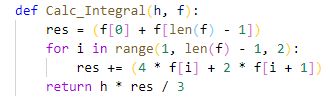 def Calc_Integral(h, f):
    res = (f[0] + f[len(f) - 1])
    for i in range(1, len(f) - 1, 2):
        res += (4 * f[i] + 2 * f[i + 1])
    return h * res / 3